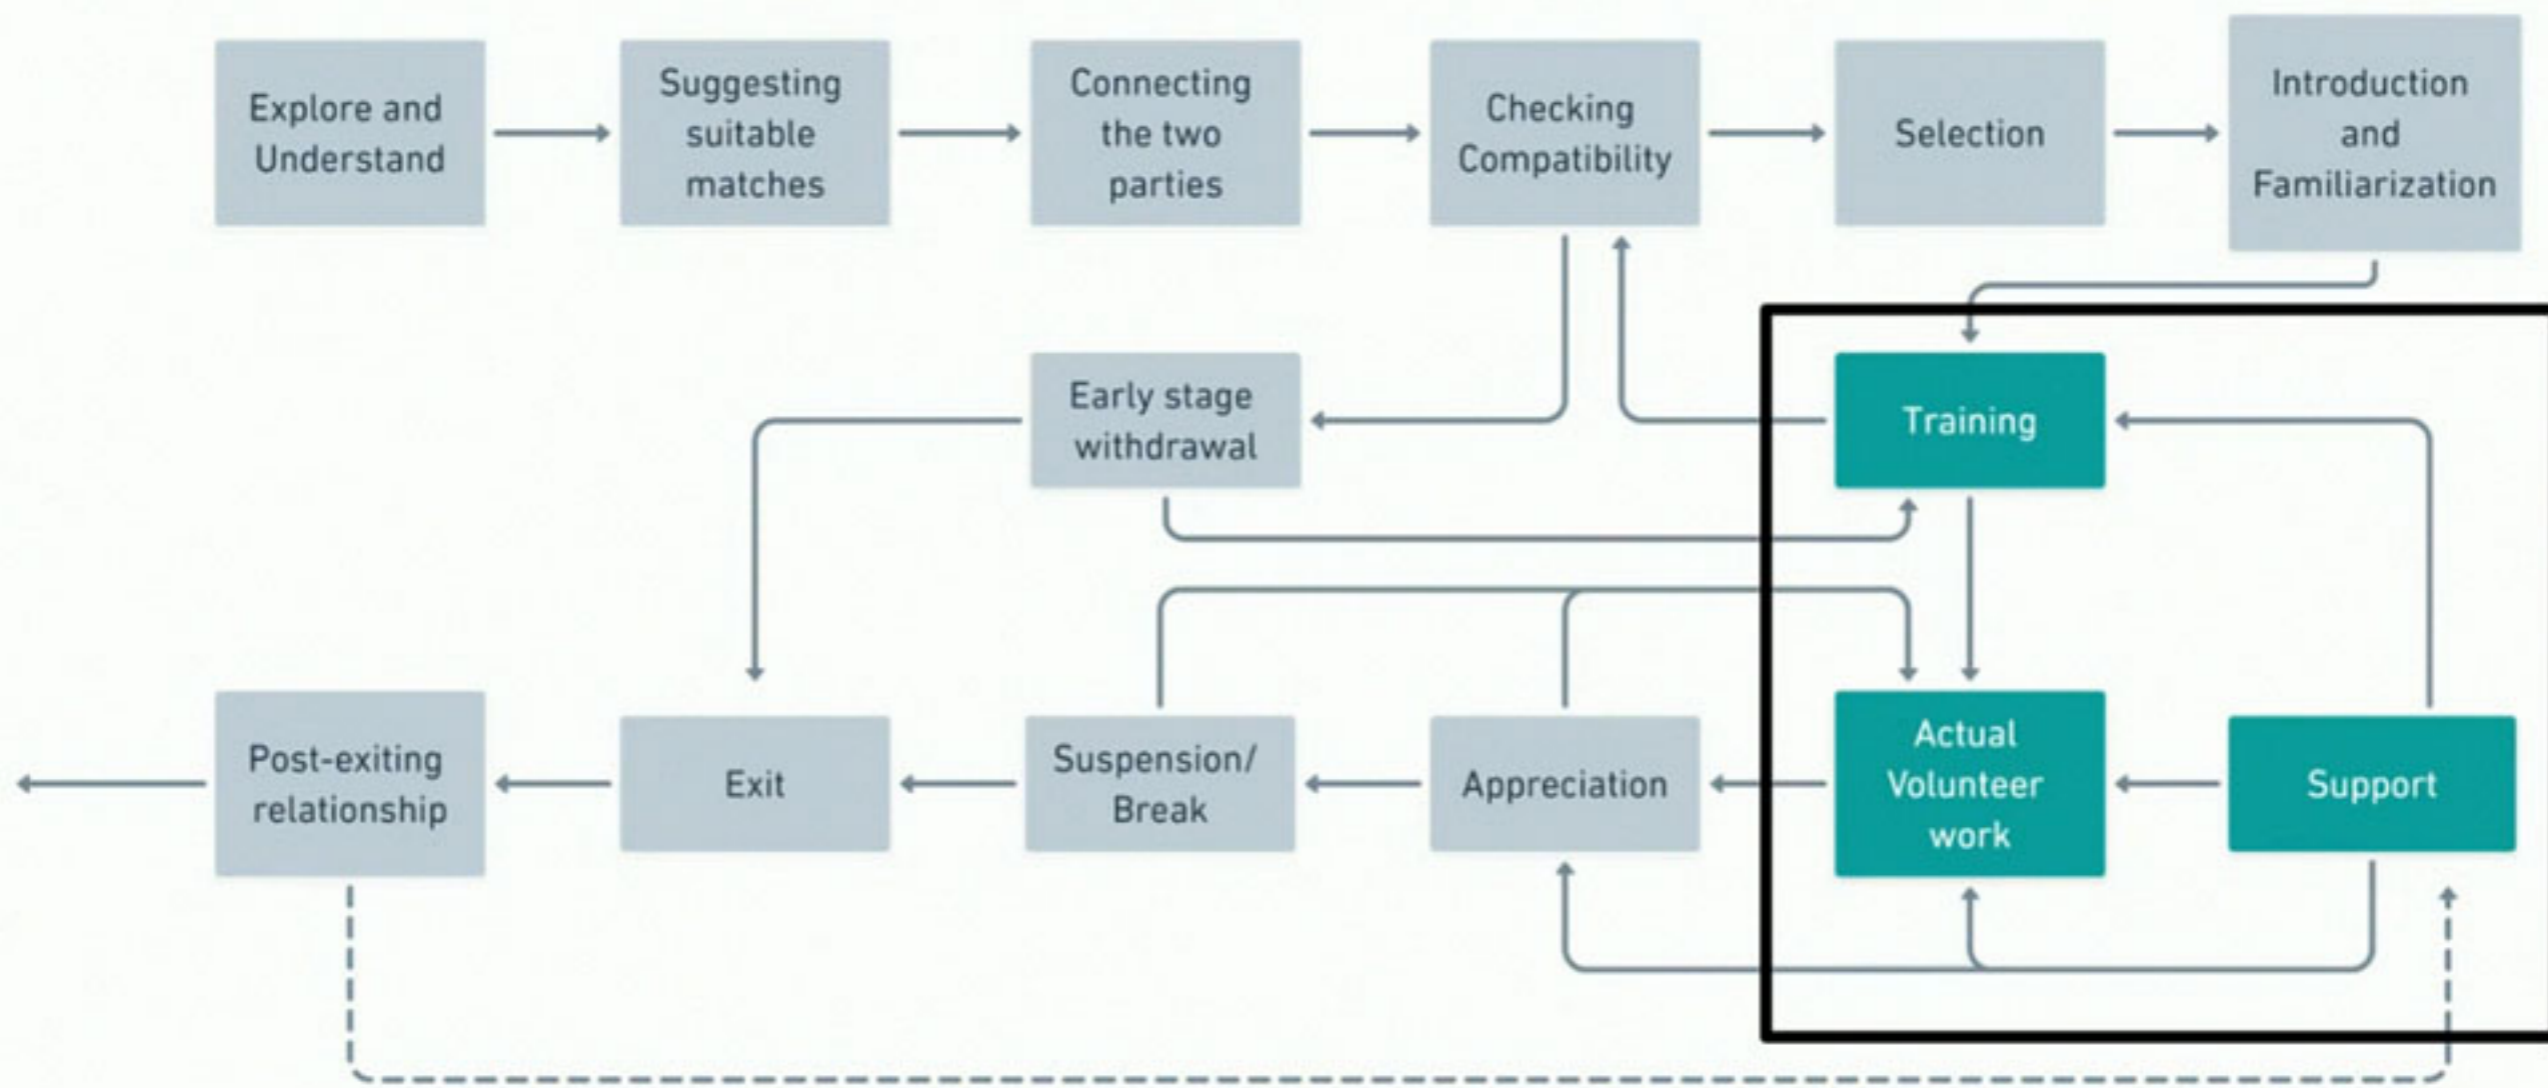 Explore and
Understand
Suggesting
suitable
matches
Connecting
the two
parties
Checking
Compatibility
Selection
Introduction
and
Familiarization
Early stage
withdrawal
Training
Post-exiting
relationship
Exit
Suspension/
Break
Appreciation
Actual
Volunteer
work
Support